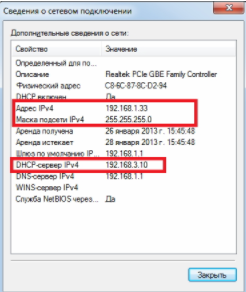 Сведения о сетевом подключении
Дополнительные сведения о сети:
Свойство Значение
Определенный для по...
Описание Realtek PCIe GBE Family Controller
Физический адрес C8-6C-87-8C-D2-94
DHCP включен Да
Адрес IPv4 192.168.1.33
Маска подсети IPv4 255.255.255.0
Аренда получена 26 января 2013 г. 15:45:48
Аренда истекает 28 января 2013 г. 15:45:48
Шлюз по умолчанию IP... 192.168.1.1
DHCP-сервер IPv4 192.168.3.10
DNS-сервер IPv4 192.168.1.1
WINS-сервер IPv4
Служба NetBIOS через... Да
Закрыть